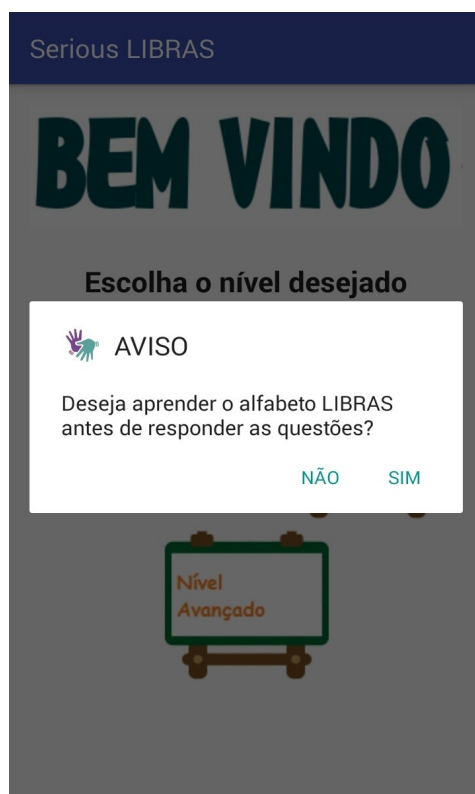 Serious LIBRAS
BEM VINDO
Escolha o nível desejado
AVISO
Deseja aprender o alfabeto LIBRAS
antes de responder as questões?
NÃO SIM
Nível
Avançado